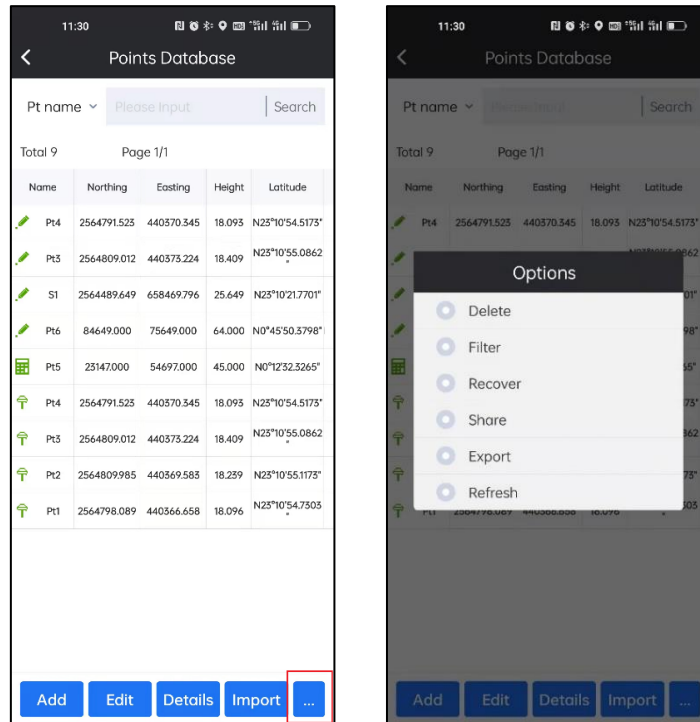 11:30
Points Database
Pt name Please Input Search
Total 9 Page 1/1
Name Northing Easting Height Latitude
Pt4 2564791.523 440370.345 18.093 N23°10'54.5173"
Pt3 2564809.012 440373.224 18.409 N23°10'55.0862
"
S1 2564489.649 658469.796 25.649 N23°10'21.7701"
Pt6 84649.000 75649.000 64.000 N0°45'50.3798"
Pt5 23147.000 54697.000 45.000 N0°12'32.3265"
Pt4 2564791.523 440370.345 18.093 N23°10'54.5173"
Pt3 2564809.012 440373.224 18.409 N23°10'55.0862
"
Pt2 2564809.985 440369.583 18.239 N23°10'55.1173"
Pt1 2564798.089 440366.658 18.096 N23°10'54.7303
"
Add Edit Details Import ...
11:30
Points Database
Pt name Please Input Search
Total 9 Page 1/1
Name Northing Easting Height Latitude
Pt4 2564791.523 440370.345 18.093 N23°10'54.5173"
Options
Delete
Filter
Recover
Share
Export
Refresh
Add Edit Details Import ...